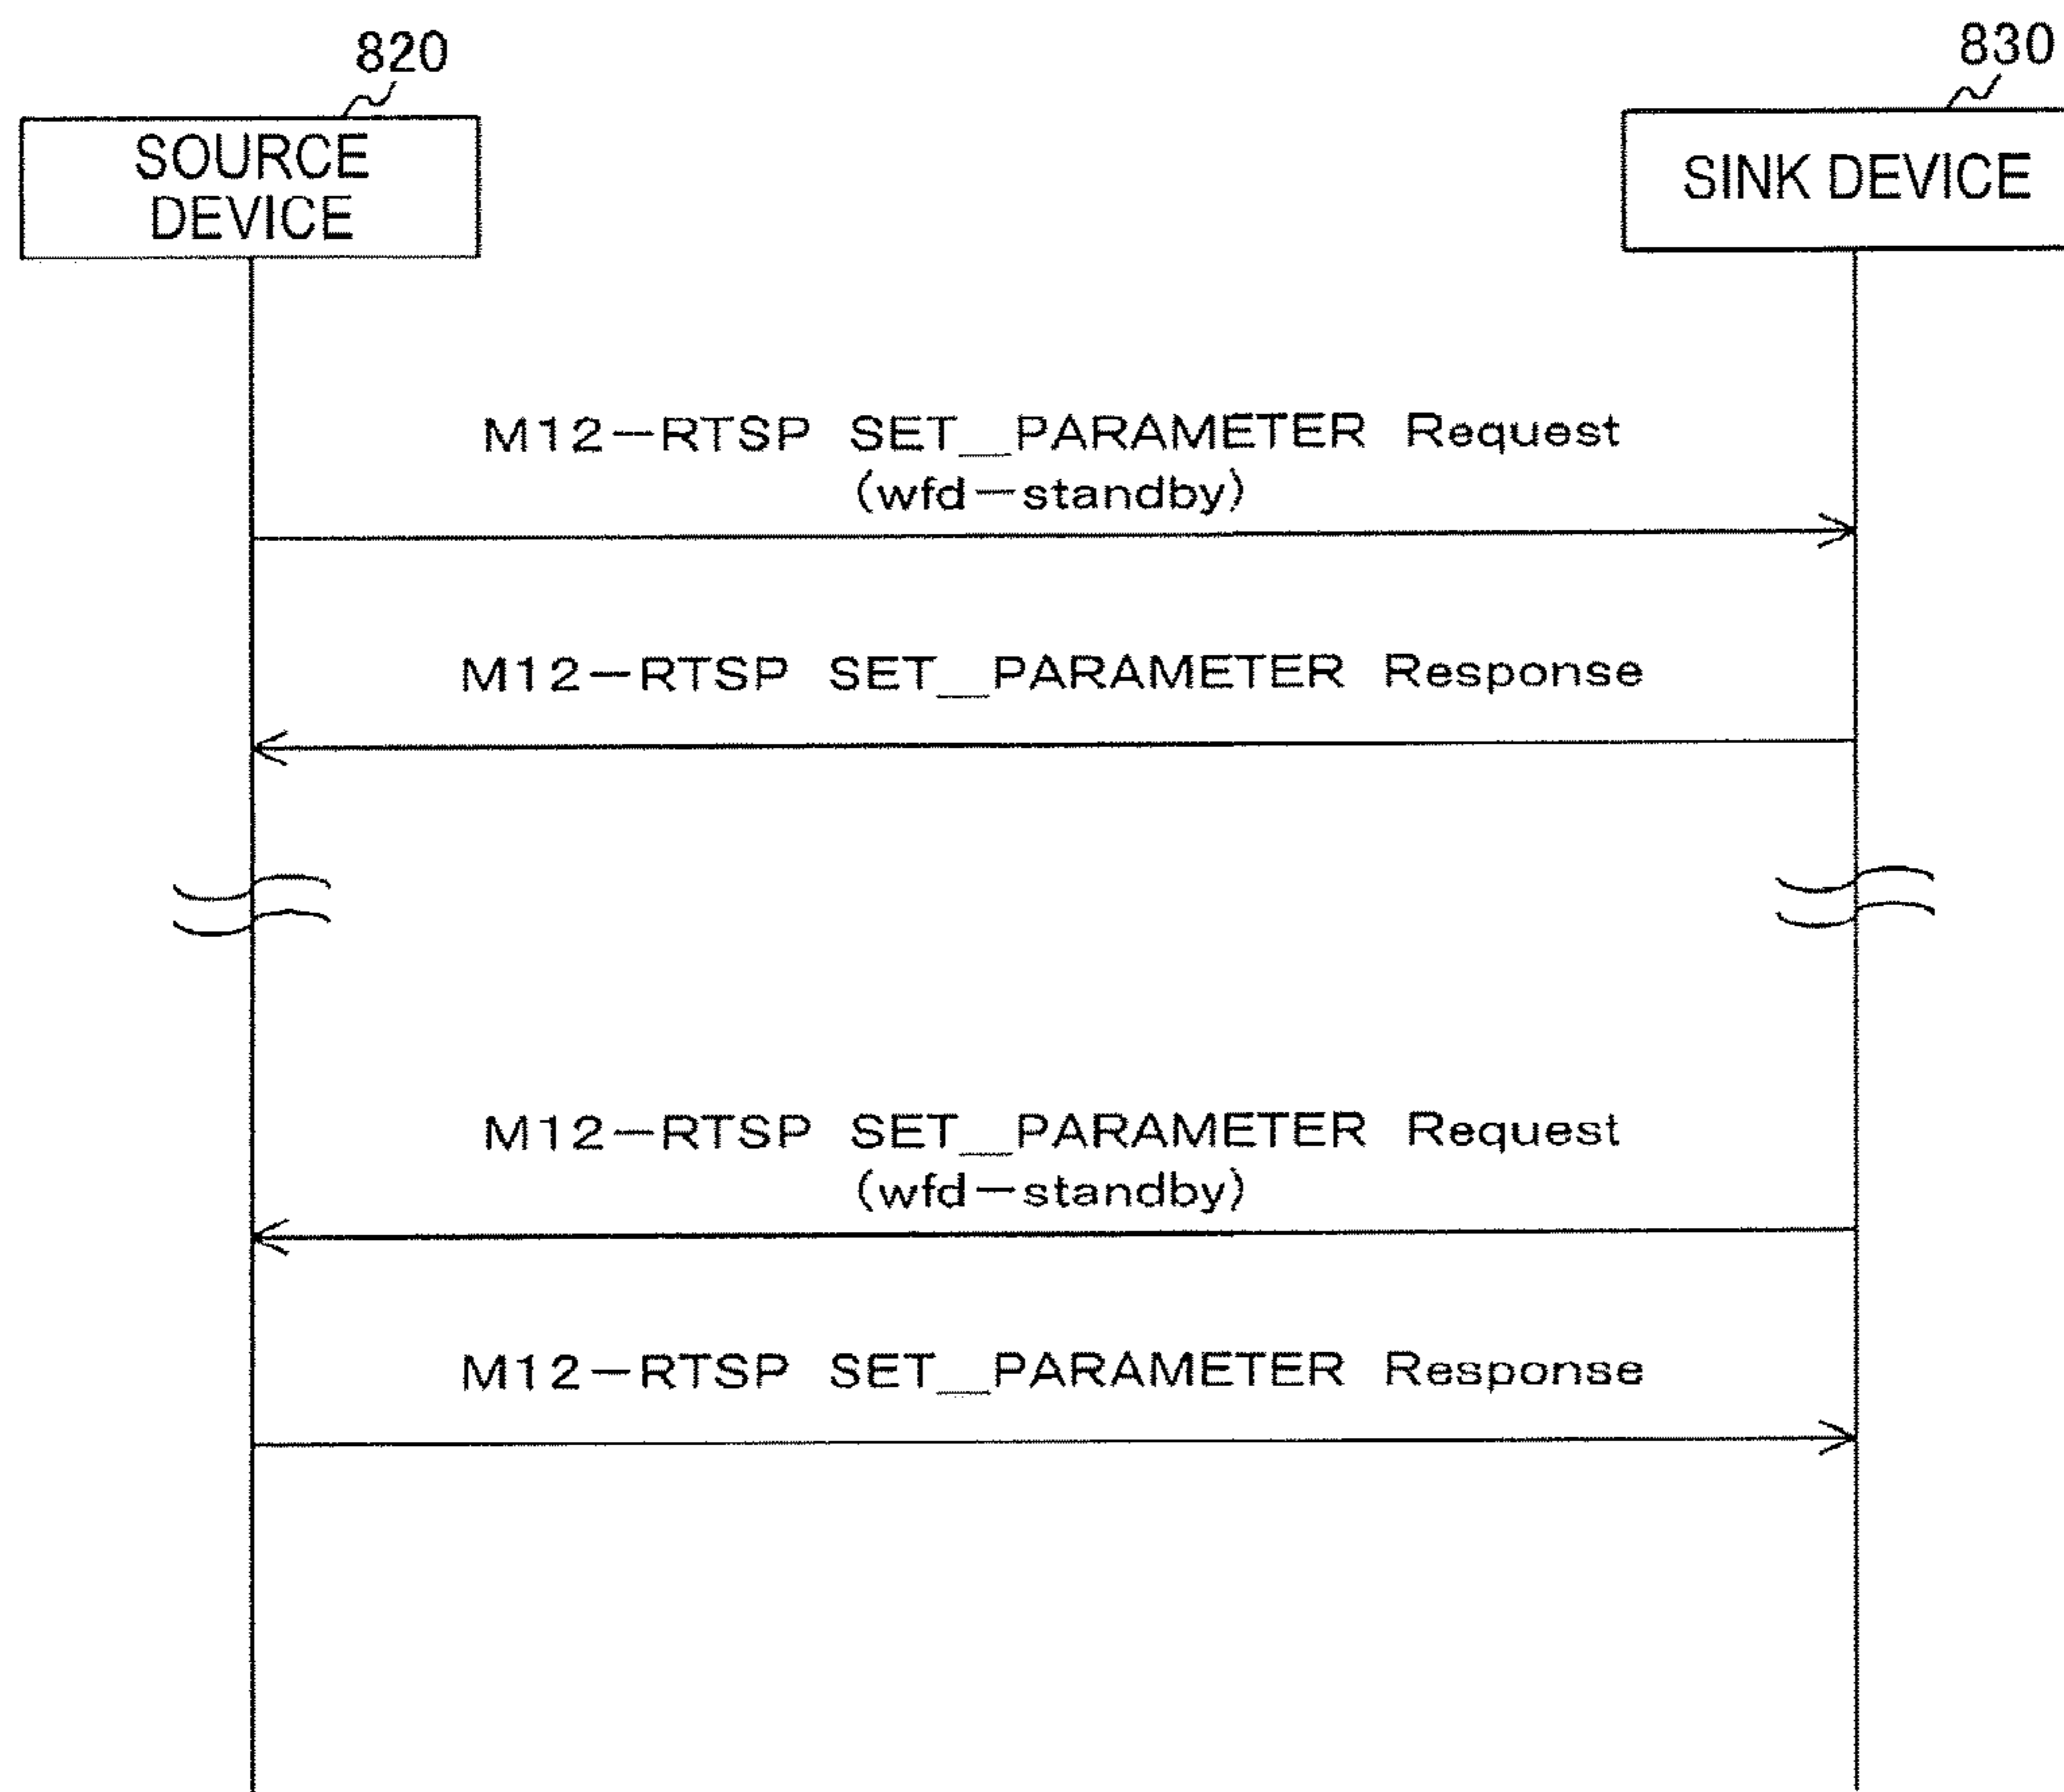 820
830
SOURCE
DEVICE
SINK DEVICE
M12-RTSP SET_PARAMETER Request
(wfd-standby)
M12-RTSP SET_PARAMETER Response
M12-RTSP SET_PARAMETER Request
(wfd-standby)
M12-RTSP SET_PARAMETER Response